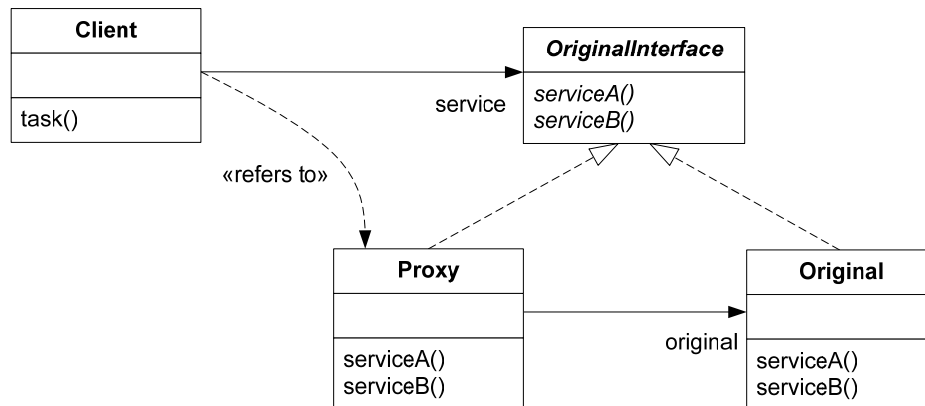 Client
task()
OriginalInterface
serviceA()
serviceB()
service
«refers to»
Proxy
serviceA()
serviceB()
original
Original
serviceA()
serviceB()